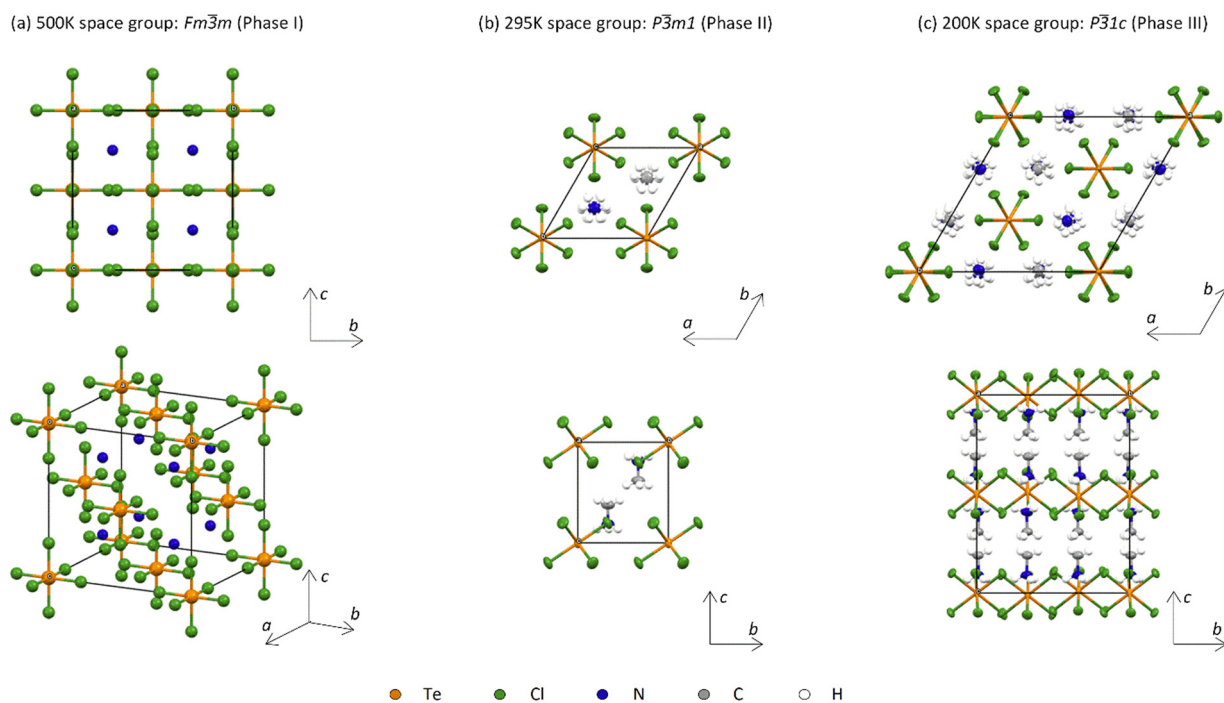 (a) 500K space group: Fm3̅m (Phase I)
(b) 295K space group: P3̅m1 (Phase II)
(c) 200K space group: P3̅1c (Phase III)
c
b
b
a
b
a
c
a
b
c
b
c
b
Te Cl N C H